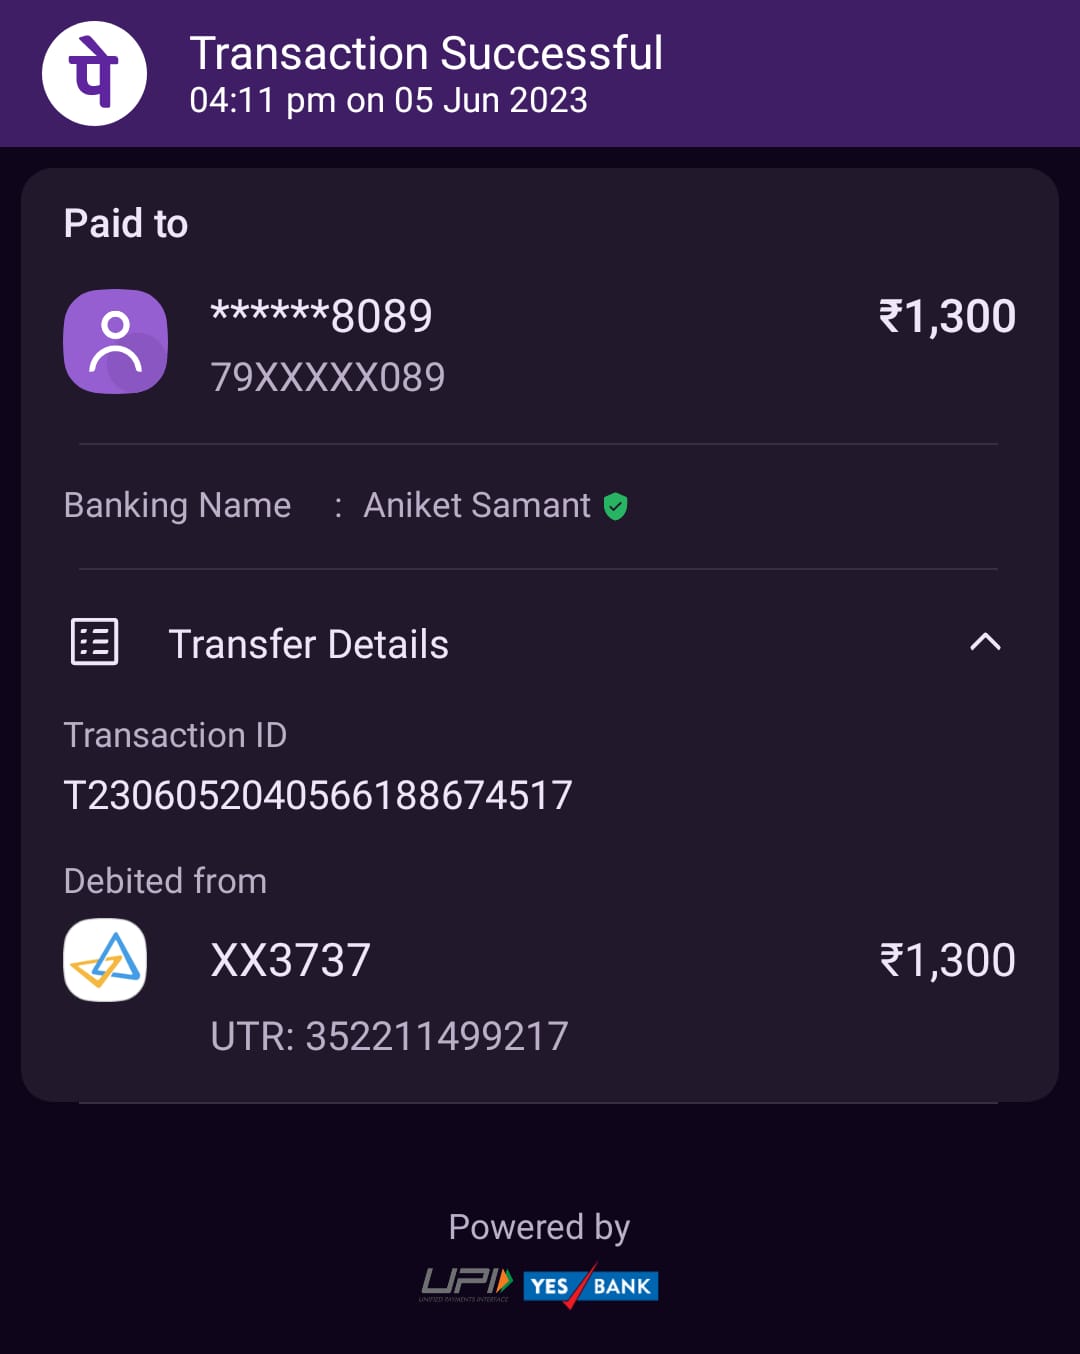 पे
Transaction Successful
04:11 pm on 05 Jun 2023
Paid to
******8089 ₹1,300
79XXXXX089
Banking Name : Aniket Samant
Transfer Details
Transaction ID
T2306052040566188674517
Debited from
XX3737 ₹1,300
UTR: 352211499217
Powered by
UPI YES BANK
UNIFIED PAYMENTS INTERFACE